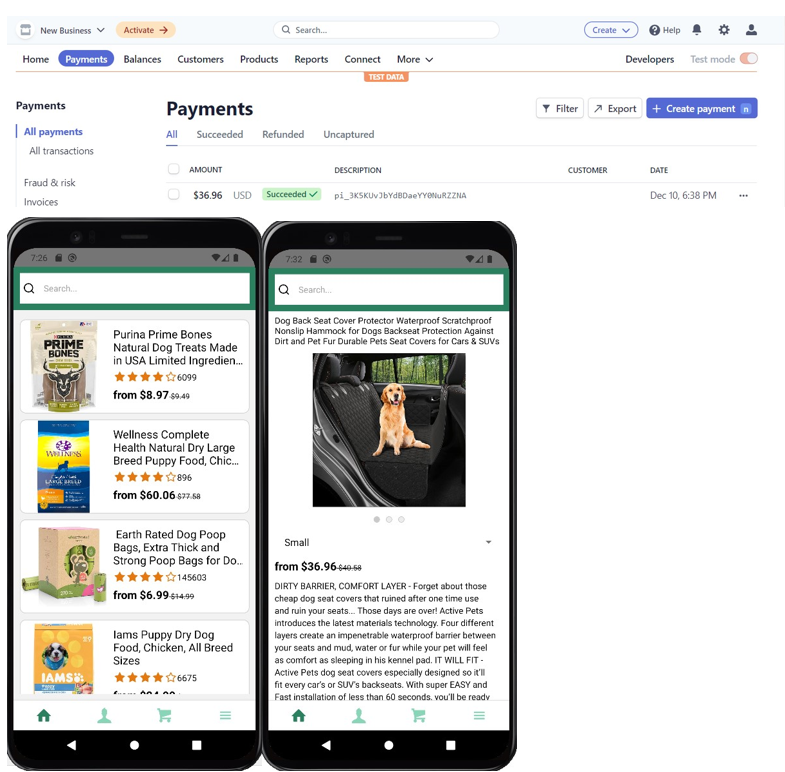 New Business
Activate →
Search...
Create
Help
Home
Payments
Balances
Customers
Products
Reports
Connect
More
Developers
Test mode
TEST DATA
Payments
All payments
All transactions
Fraud & risk
Invoices
Payments
Filter
Export
+ Create payment n
All
Succeeded
Refunded
Uncaptured
AMOUNT
DESCRIPTION
CUSTOMER
DATE
$36.96 USD
Succeeded ✓
pi_3K5KUvJbYdBDaeYY0NuRZZNA
Dec 10, 6:38 PM
7:26
Search...
PRIME
BONES
Purina Prime Bones
Natural Dog Treats Made
in USA Limited Ingredien...
6099
from $8.97 $9.49
WELLNESS
LARGE BREED
Wellness Complete
Health Natural Dry Large
Breed Puppy Food, Chic...
896
from $60.06 $77.58
Earth Rated Dog Poop
Bags, Extra Thick and
Strong Poop Bags for Do...
145603
from $6.99 $14.99
IAMS
Iams Puppy Dry Dog
Food, Chicken, All Breed
Sizes
6675
7:32
Search...
Dog Back Seat Cover Protector Waterproof Scratchproof
Nonslip Hammock for Dogs Backseat Protection Against
Dirt and Pet Fur Durable Pets Seat Covers for Cars & SUVs
Small
from $36.96 $40.58
DIRTY BARRIER, COMFORT LAYER - Forget about those
cheap dog seat covers that ruined after one time use
and ruin your seats... Those days are over! Active Pets
introduces the latest materials technology. Four different
layers create an impenetrable waterproof barrier between
your seats and mud, water or fur while your pet will feel
as comfort as sleeping in his kennel pad. IT WILL FIT -
Active Pets dog seat covers especially designed so it'll
fit every car's or SUV's backseats. With super EASY and
Fast installation of less than 60 seconds, you'll be ready